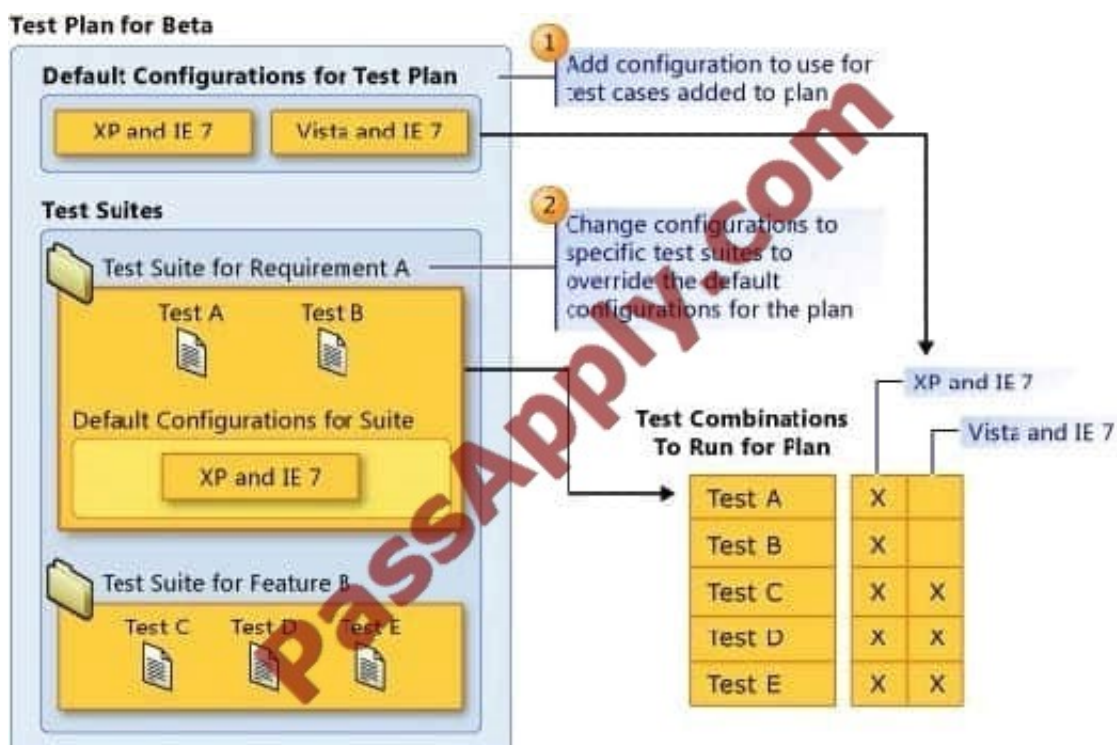 Test Plan for Beta
Default Configurations for Test Plan
XP and IE 7
Vista and IE 7
1
Add configuration to use for
test cases added to plan
Test Suites
2
Change configurations to
specific test suites to
override the default
configurations for the plan
Test Suite for Requirement A
Test A
Test B
Default Configurations for Suite
XP and IE 7
Test Suite for Feature B
Test C
Test D
Test E
Test Combinations
To Run for Plan
XP and IE 7
Vista and IE 7
Test A X
Test B X
Test C X X
Test D X X
Test E X X
PassApply.com